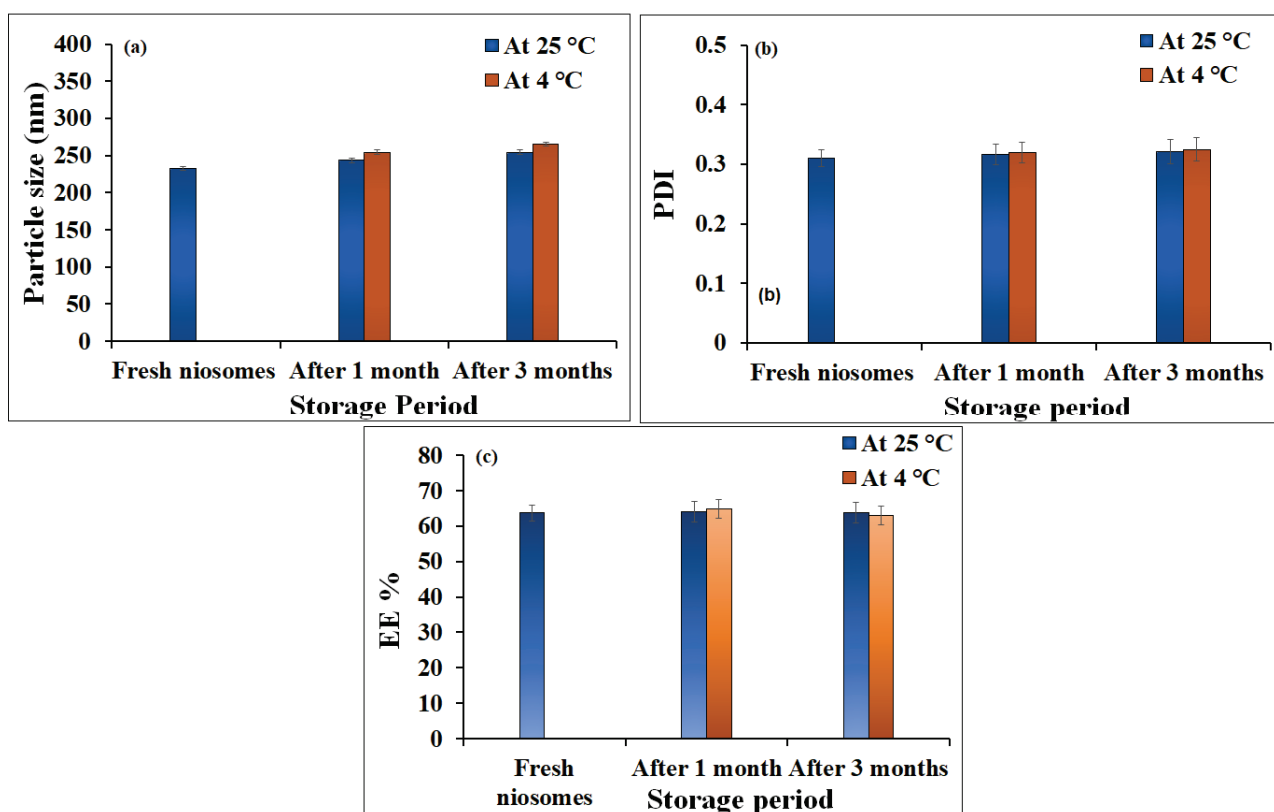 (a)
At 25 °C
At 4 °C
Particle size (nm)
400
350
300
250
200
150
100
50
0
Fresh niosomes
After 1 month
After 3 months
Storage Period
(b)
At 25 °C
At 4 °C
PDI
0.5
0.4
0.3
0.2
0.1
0
(b)
Fresh niosomes
After 1 month
After 3 months
Storage period
(c)
At 25 °C
At 4 °C
EE %
80
70
60
50
40
30
20
10
0
Fresh
niosomes
After 1 month
After 3 months
Storage period